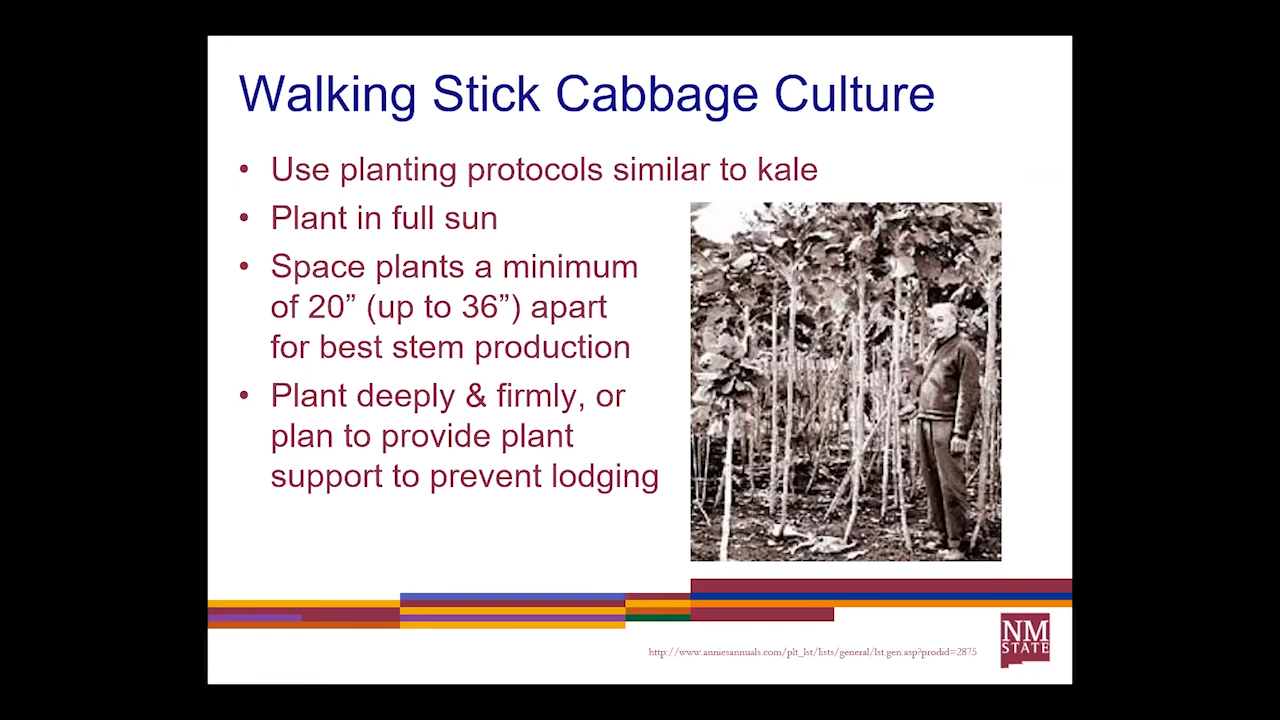 Walking Stick Cabbage Culture
• Use planting protocols similar to kale
• Plant in full sun
• Space plants a minimum
of 20” (up to 36”) apart
for best stem production
• Plant deeply & firmly, or
plan to provide plant
support to prevent lodging
http://www.anniesannuals.com/plt_lst/lists/general/lst.gen.asp?prodid=2875
NM
STATE